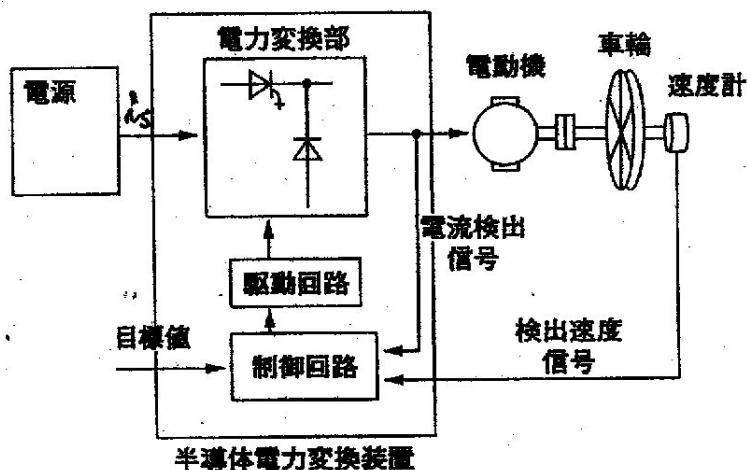 電力変換部
電源
電動機
車輪
速度計
電流検出
信号
駆動回路
目標値
制御回路
検出速度
信号
半導体電力変換装置